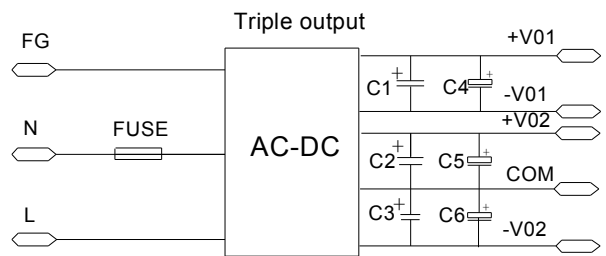 Triple output
FG
+V01
C1 + C4 +
-V01
N
FUSE
AC-DC
+V02
C2 + C5 +
COM
L
C3 + C6 +
-V02